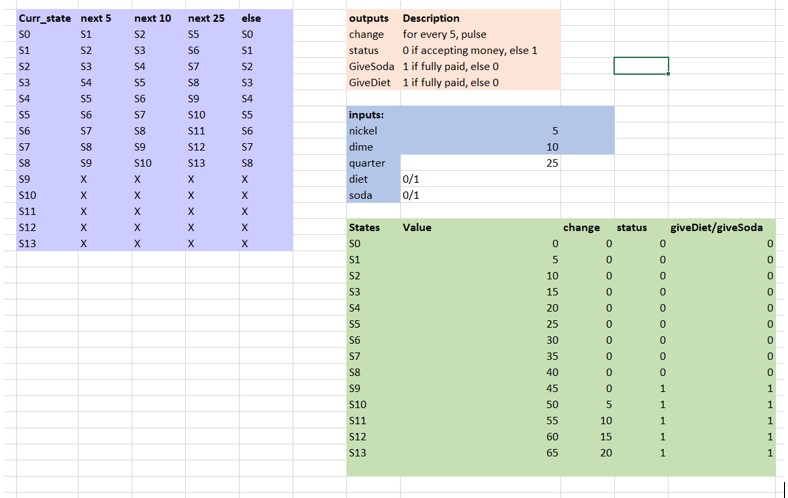 Curr_state next 5 next 10 next 25 else
S0 S1 S2 S5 S0
S1 S2 S3 S6 S1
S2 S3 S4 S7 S2
S3 S4 S5 S8 S3
S4 S5 S6 S9 S4
S5 S6 S7 S10 S5
S6 S7 S8 S11 S6
S7 S8 S9 S12 S7
S8 S9 S10 S13 S8
S9 X X X X
S10 X X X X
S11 X X X X
S12 X X X X
S13 X X X X
outputs Description
change for every 5, pulse
status 0 if accepting money, else 1
GiveSoda 1 if fully paid, else 0
GiveDiet 1 if fully paid, else 0
inputs:
nickel 5
dime 10
quarter 25
diet 0/1
soda 0/1
States Value change status giveDiet/giveSoda
S0 0 0 0 0
S1 5 0 0 0
S2 10 0 0 0
S3 15 0 0 0
S4 20 0 0 0
S5 25 0 0 0
S6 30 0 0 0
S7 35 0 0 0
S8 40 0 0 0
S9 45 0 1 1
S10 50 5 1 1
S11 55 10 1 1
S12 60 15 1 1
S13 65 20 1 1